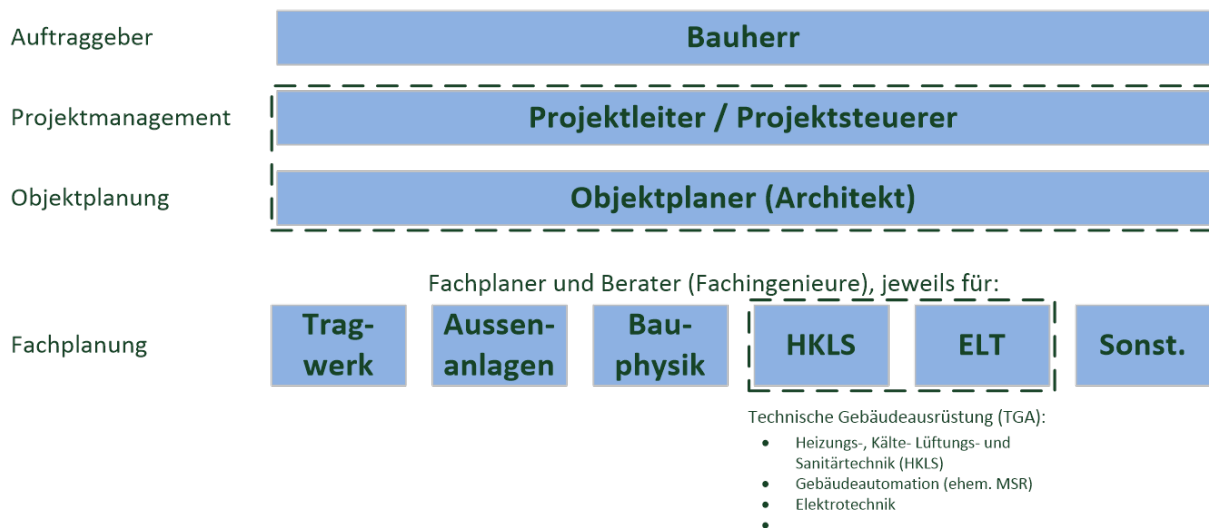 Auftraggeber
Bauherr
Projektmanagement
Projektleiter / Projektsteuerer
Objektplanung
Objektplaner (Architekt)
Fachplaner und Berater (Fachingenieure), jeweils für:
Fachplanung
Trag-
werk
Aussen-
anlagen
Bau-
physik
HKLS
ELT
Sonst.
Technische Gebäudeausrüstung (TGA):
• Heizungs-, Kälte- Lüftungs- und
Sanitärtechnik (HKLS)
• Gebäudeautomation (ehem. MSR)
• Elektrotechnik
•